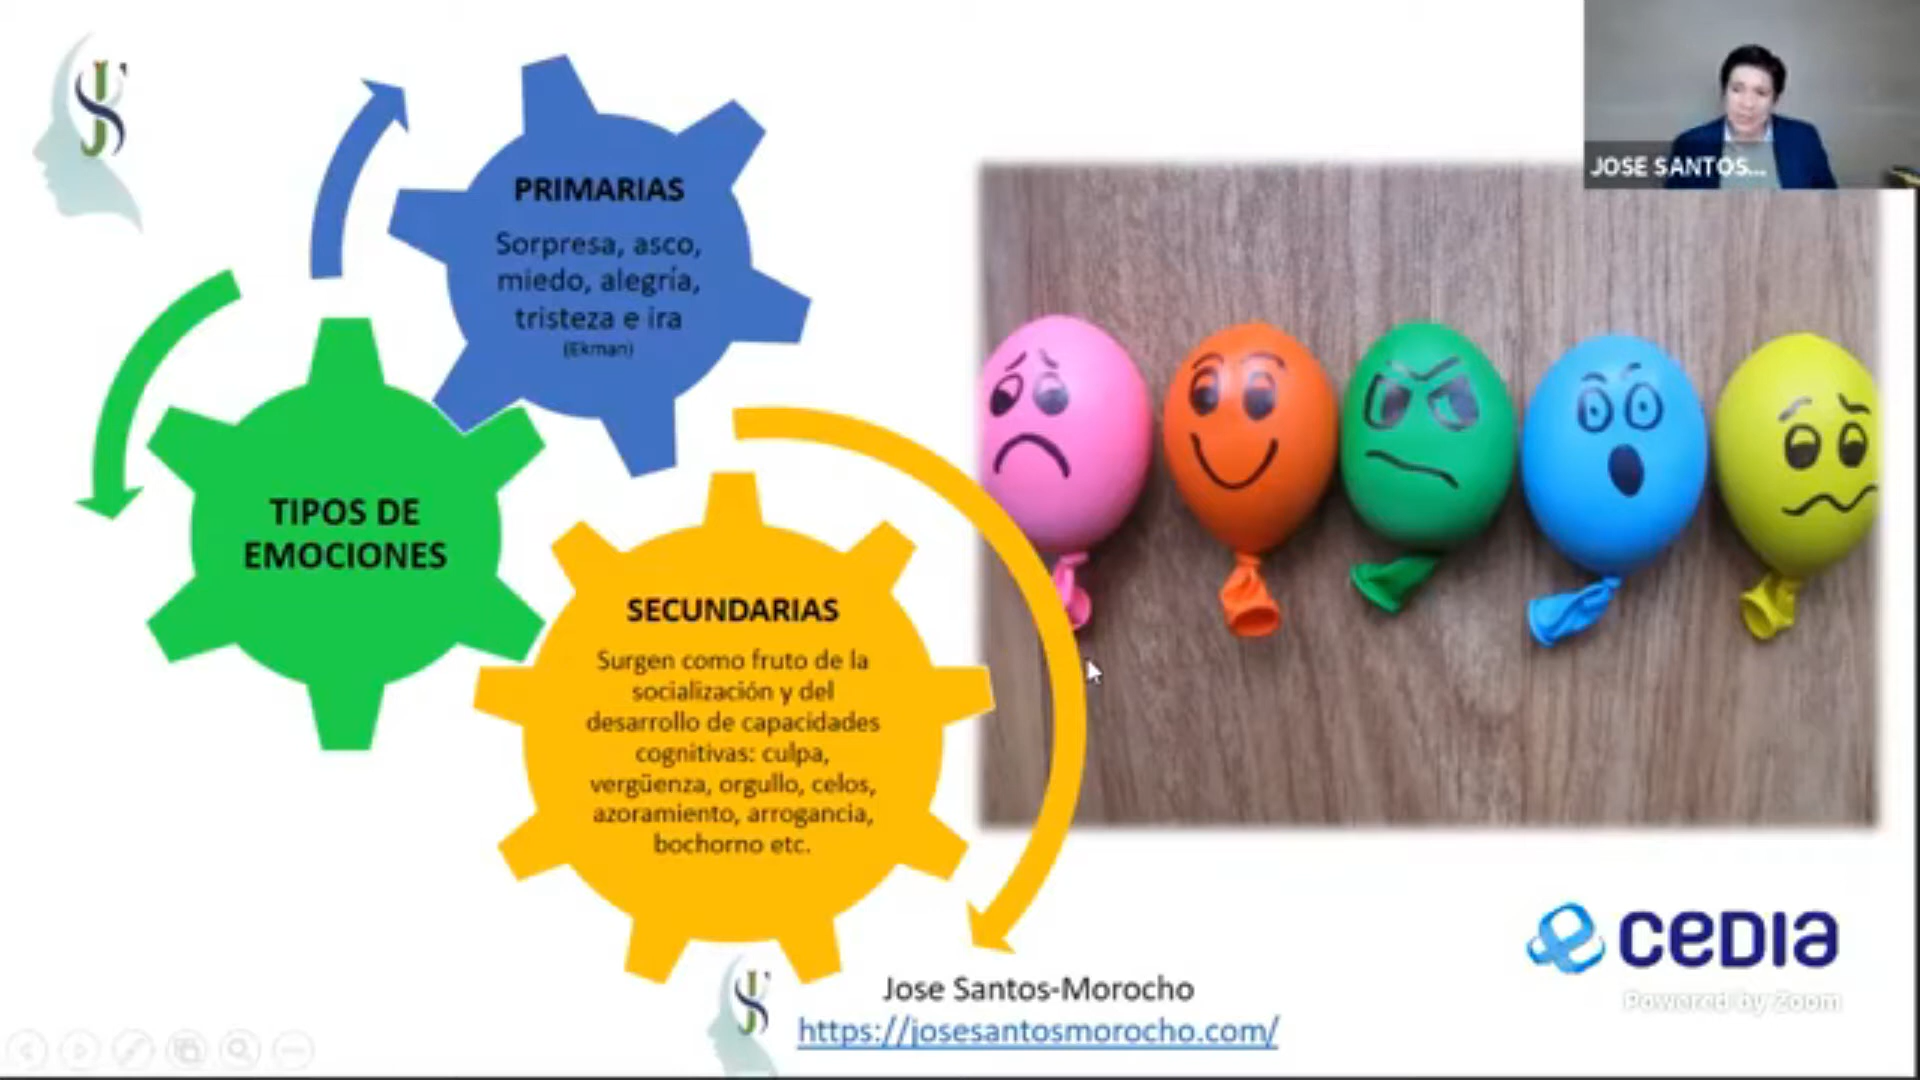 JS
PRIMARIAS
Sorpresa, asco,
miedo, alegría,
tristeza e ira
(Ekman)
TIPOS DE
EMOCIONES
SECUNDARIAS
Surgen como fruto de la
socialización y del
desarrollo de capacidades
cognitivas: culpa,
vergüenza, orgullo, celos,
azoramiento, arrogancia,
bochorno etc.
JOSE SANTOS...
JS
Jose Santos-Morocho
https://josesantosmorocho.com/
CEDIA
Powered by Zoom